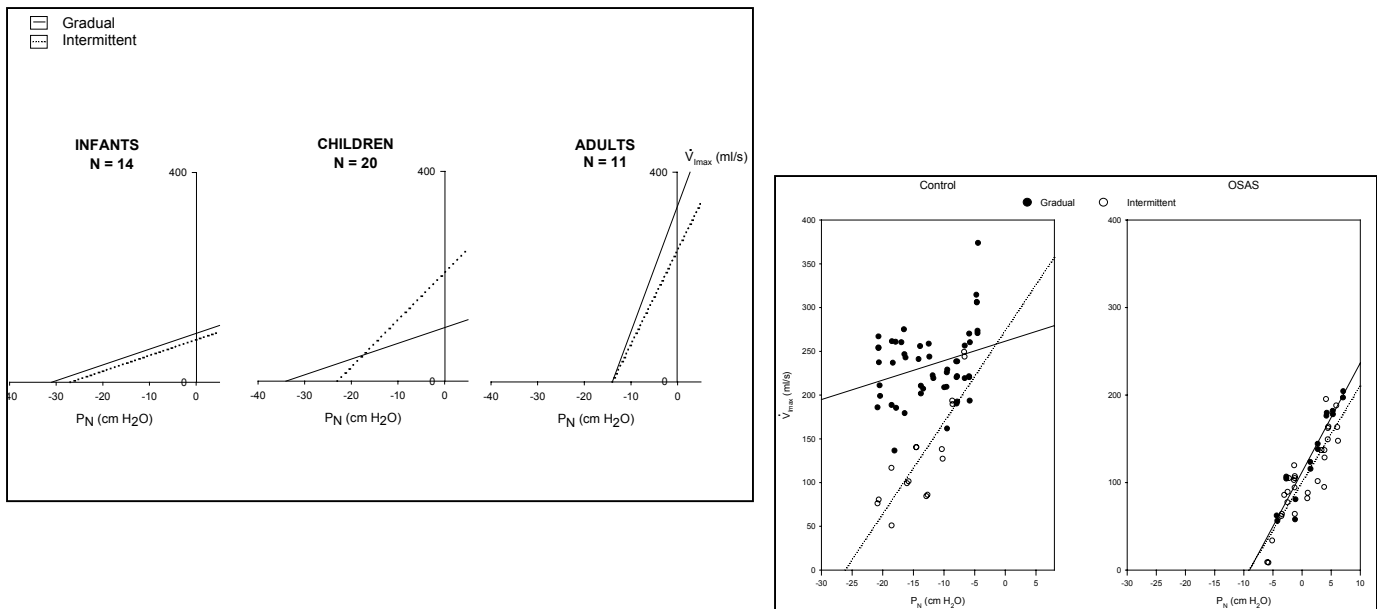 Gradual
Intermittent
INFANTS
N = 14
CHILDREN
N = 20
ADULTS
N = 11
V̇Imax (ml/s)
400
400
400
0
0
0
-40 -30 -20 -10 0
-40 -30 -20 -10 0
-40 -30 -20 -10 0
PN (cm H2O)
PN (cm H2O)
PN (cm H2O)
Control
OSAS
Gradual
Intermittent
V̇Imax (ml/s)
400
350
300
250
200
150
100
50
0
-30 -25 -20 -15 -10 -5 0 5
PN (cm H2O)
400
300
200
100
0
-30 -25 -20 -15 -10 -5 0 5 10
PN (cm H2O)